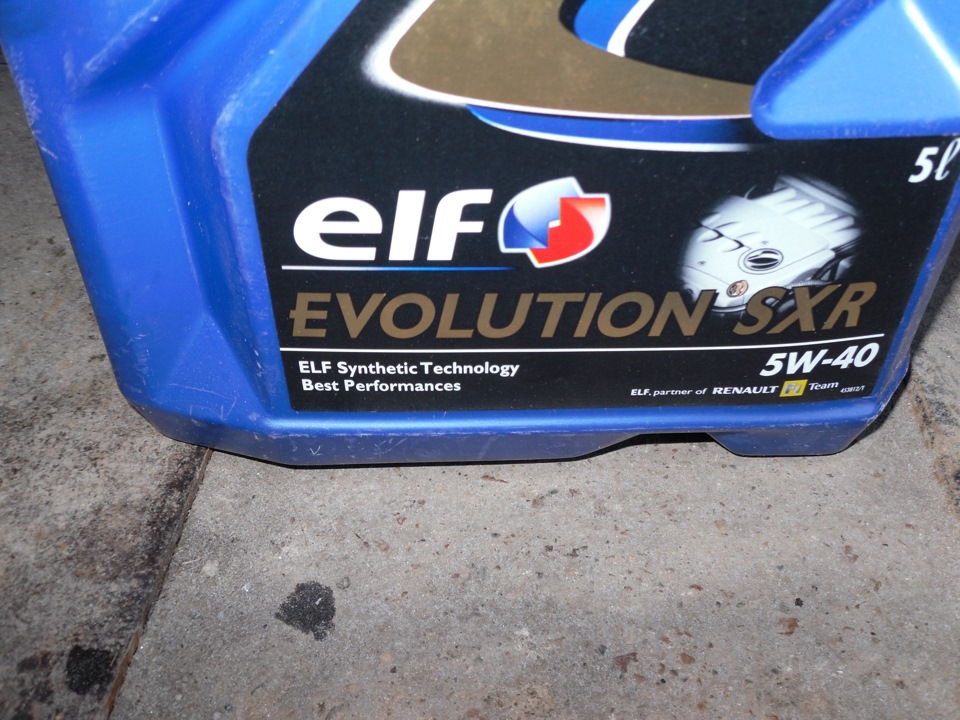 5ℓ
elf
EVOLUTION SXR
5W-40
ELF Synthetic Technology
Best Performances
ELF, partner of RENAULT F1 Team